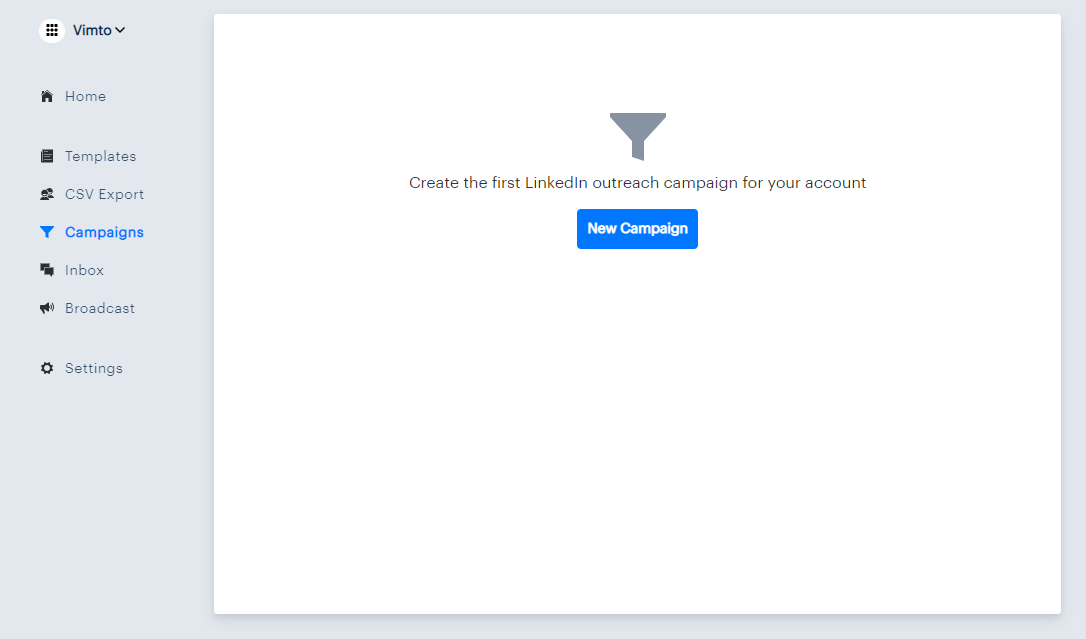 Vimto
Home
Templates
CSV Export
Campaigns
Inbox
Broadcast
Settings
Create the first LinkedIn outreach campaign for your account
New Campaign